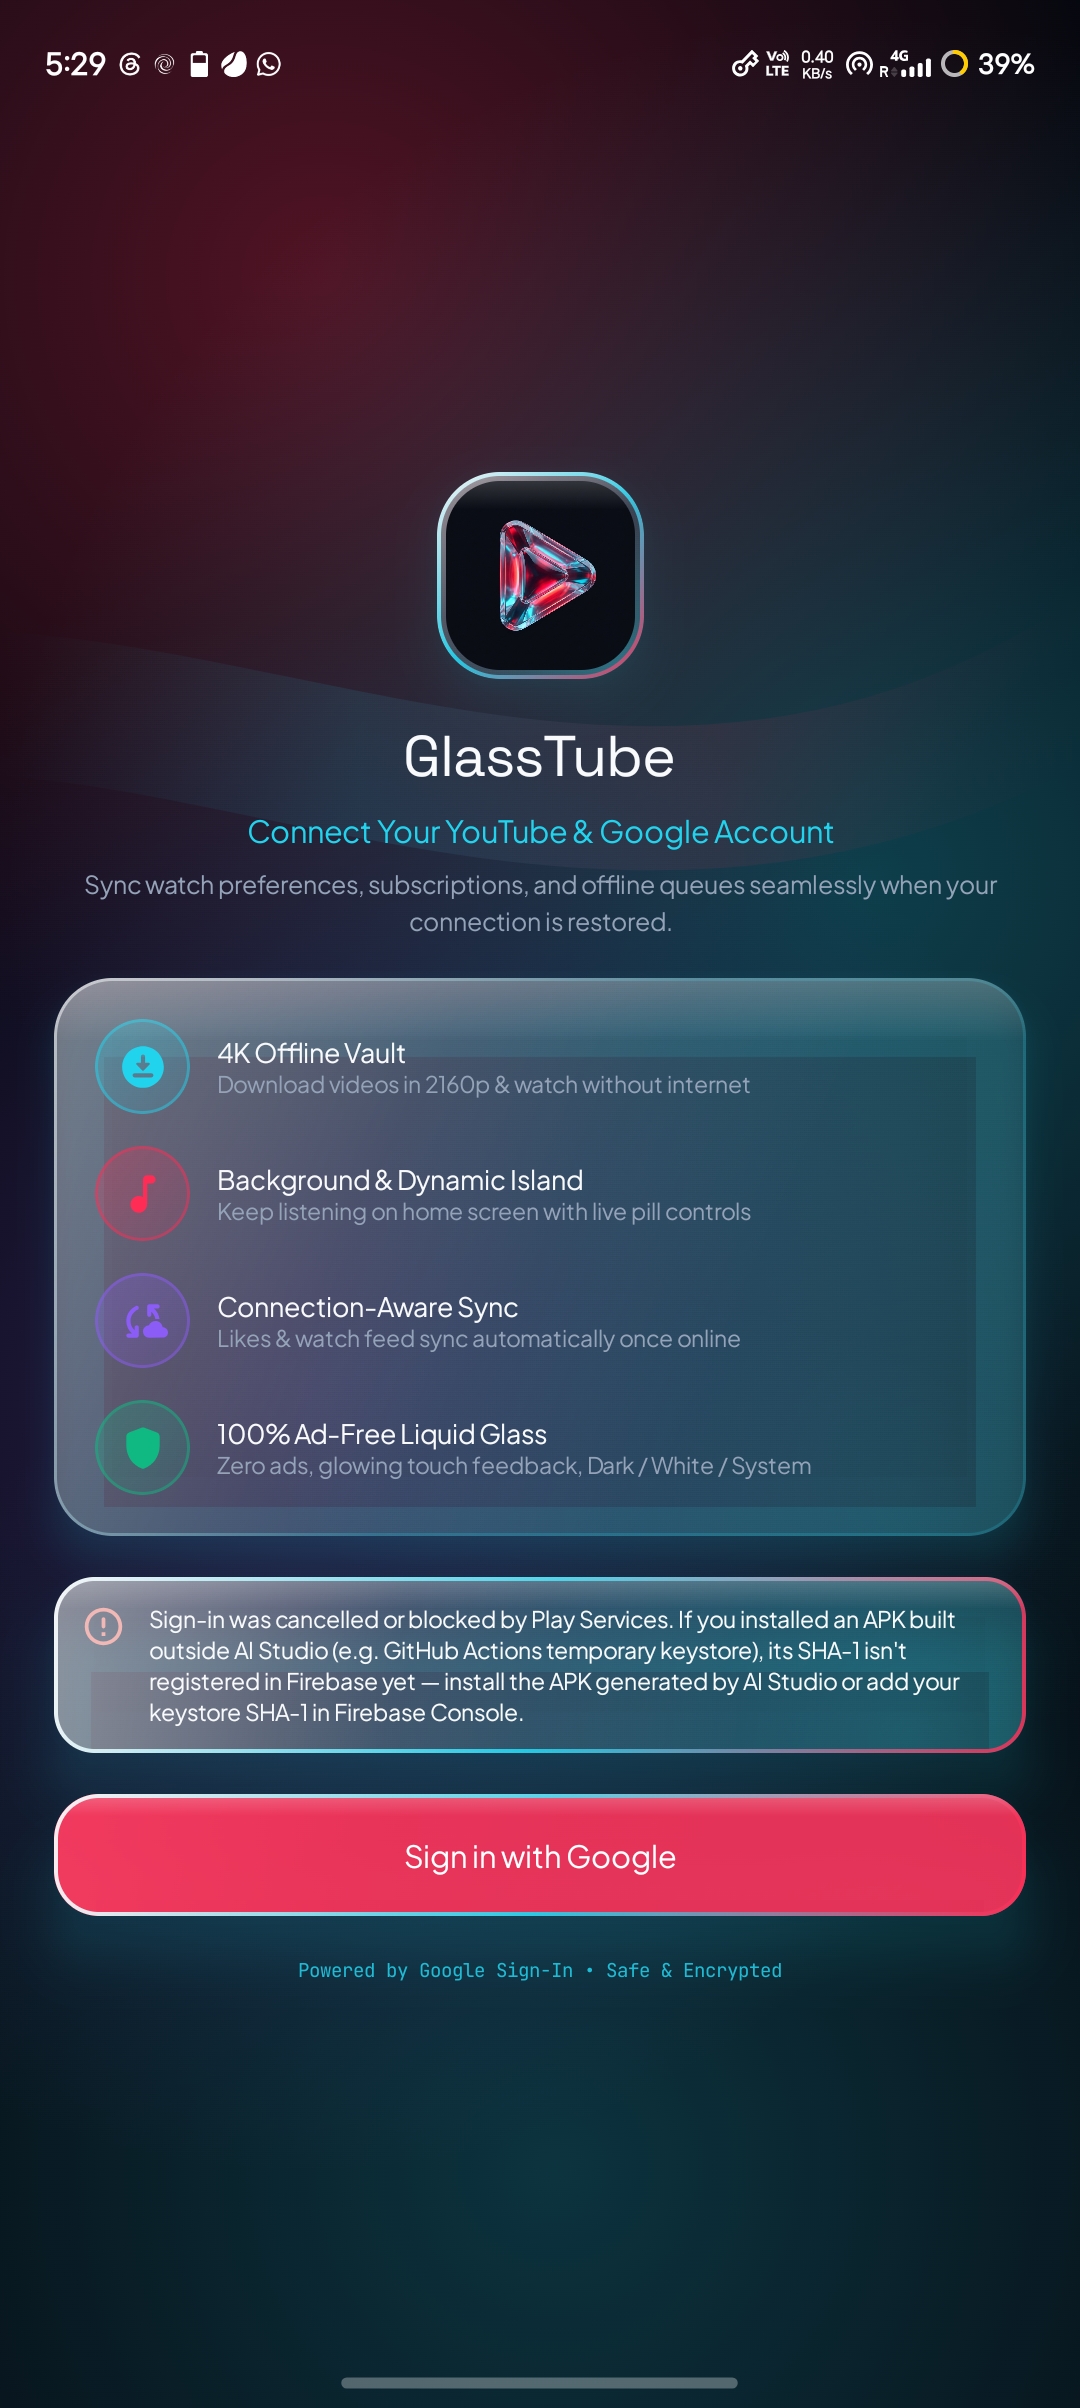 5:29
Vo)) LTE
0.40 KB/s
4G
R
39%
GlassTube
Connect Your YouTube & Google Account
Sync watch preferences, subscriptions, and offline queues seamlessly when your
connection is restored.
4K Offline Vault
Download videos in 2160p & watch without internet
Background & Dynamic Island
Keep listening on home screen with live pill controls
Connection-Aware Sync
Likes & watch feed sync automatically once online
100% Ad-Free Liquid Glass
Zero ads, glowing touch feedback, Dark / White / System
Sign-in was cancelled or blocked by Play Services. If you installed an APK built
outside AI Studio (e.g. GitHub Actions temporary keystore), its SHA-1 isn't
registered in Firebase yet — install the APK generated by AI Studio or add your
keystore SHA-1 in Firebase Console.
Sign in with Google
Powered by Google Sign-In • Safe & Encrypted